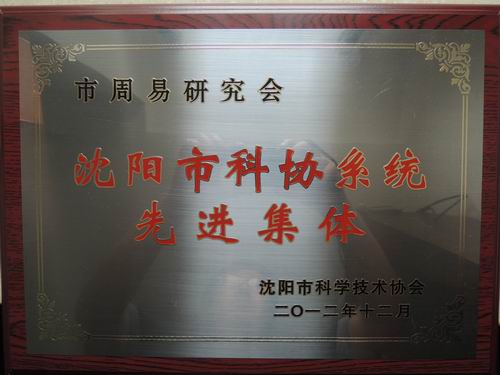 市周易研究会
沈阳市科协系统
先进集体
沈阳市科学技术协会
二〇一二年十二月